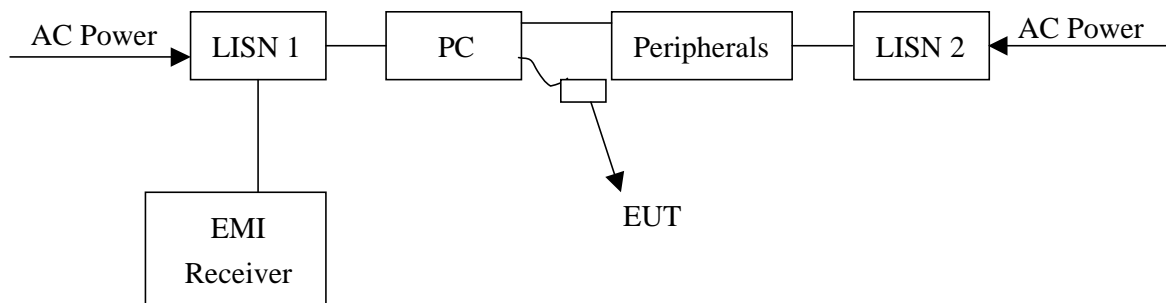 AC Power
LISN 1
PC
Peripherals
LISN 2
AC Power
EUT
EMI
Receiver